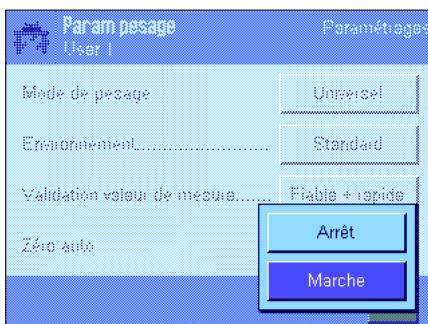 Param pesage
Paramétrages
User 1
Mode de pesage
Universel
Environnement......................
Standard
Validation valeur de mesure.......
Fiable + rapide
Zéro auto
Arrêt
Marche